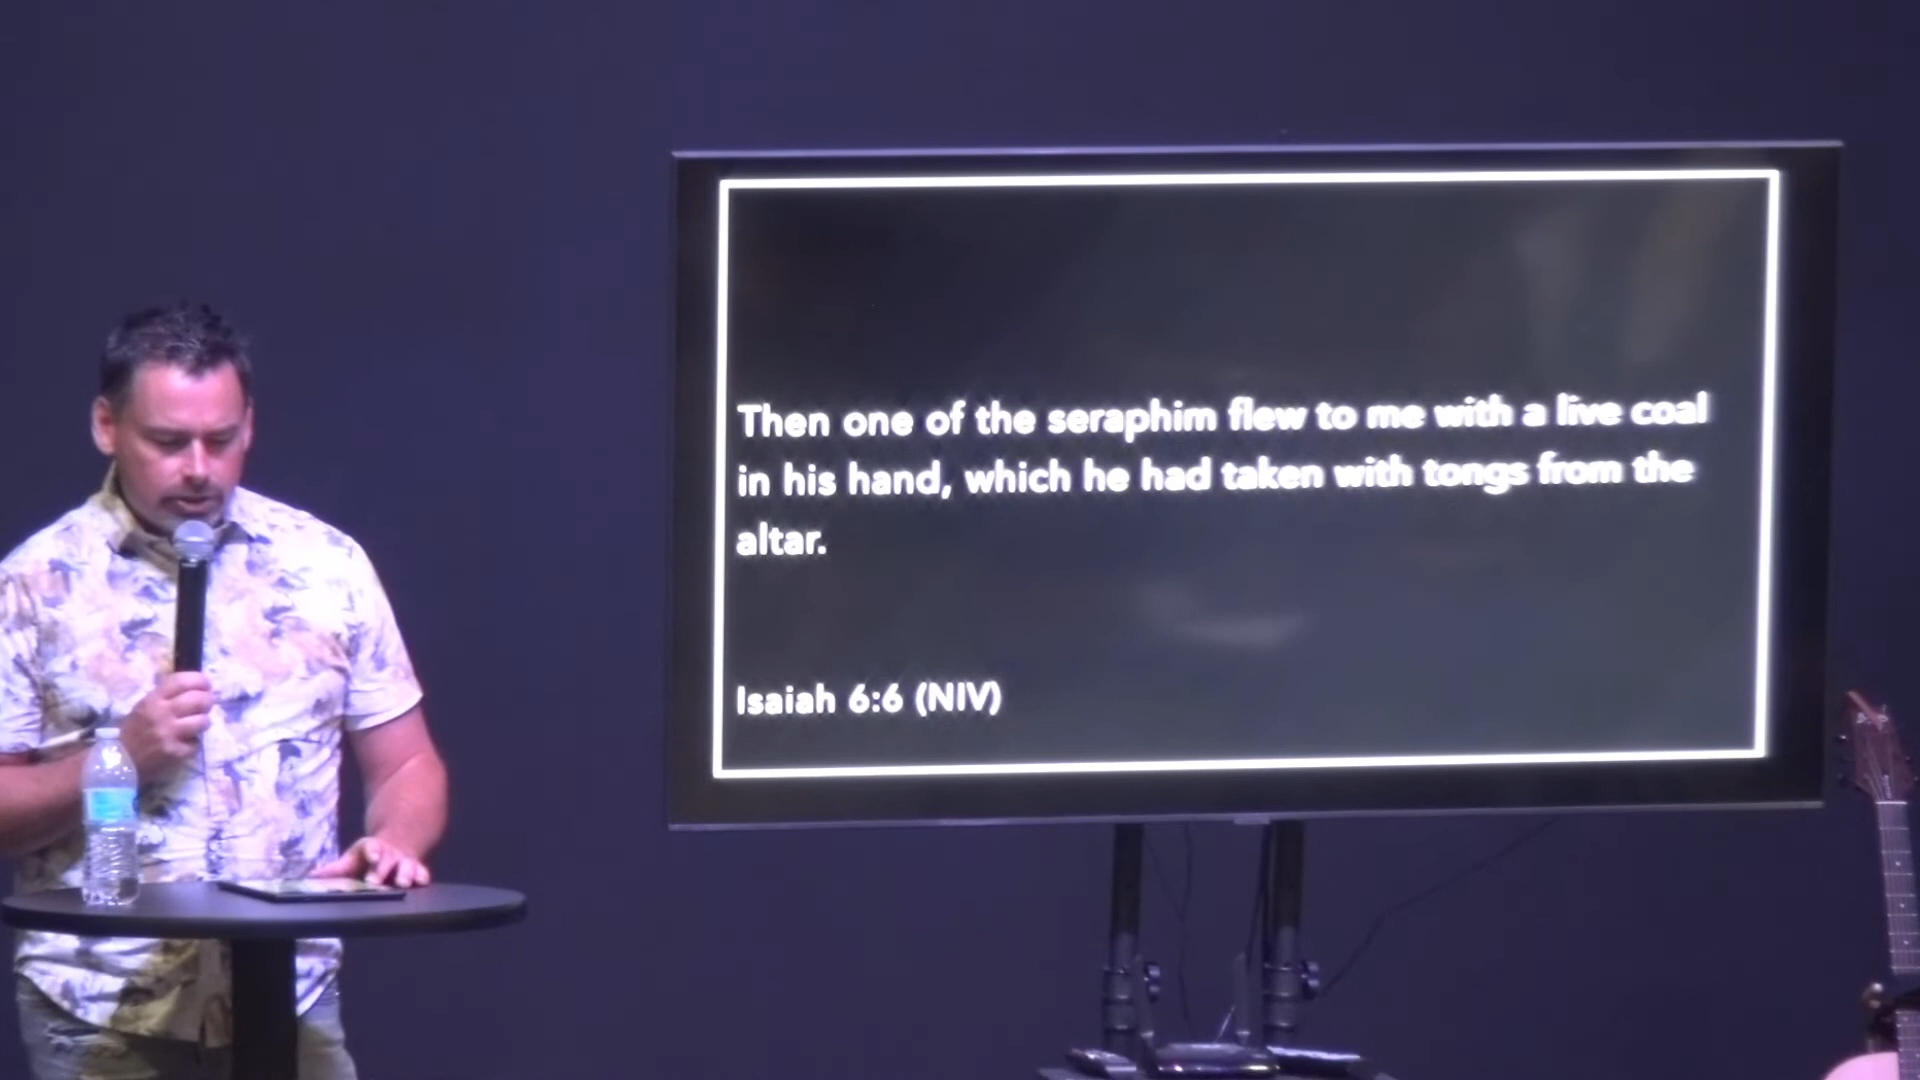 Then one of the seraphim flew to me with a live coal
in his hand, which he had taken with tongs from the
altar.
Isaiah 6:6 (NIV)